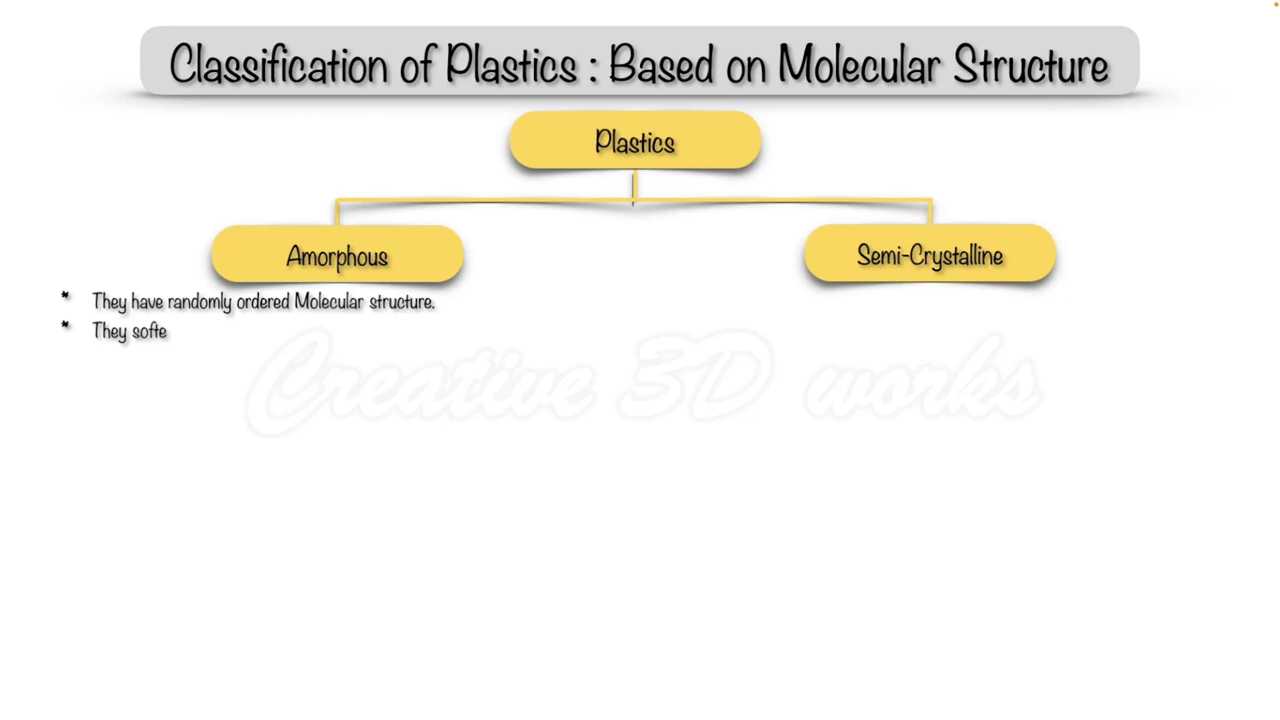 Classification of Plastics : Based on Molecular Structure
Plastics
Amorphous
Semi-Crystalline
* They have randomly ordered Molecular structure.
* They softe
Creative 3D works